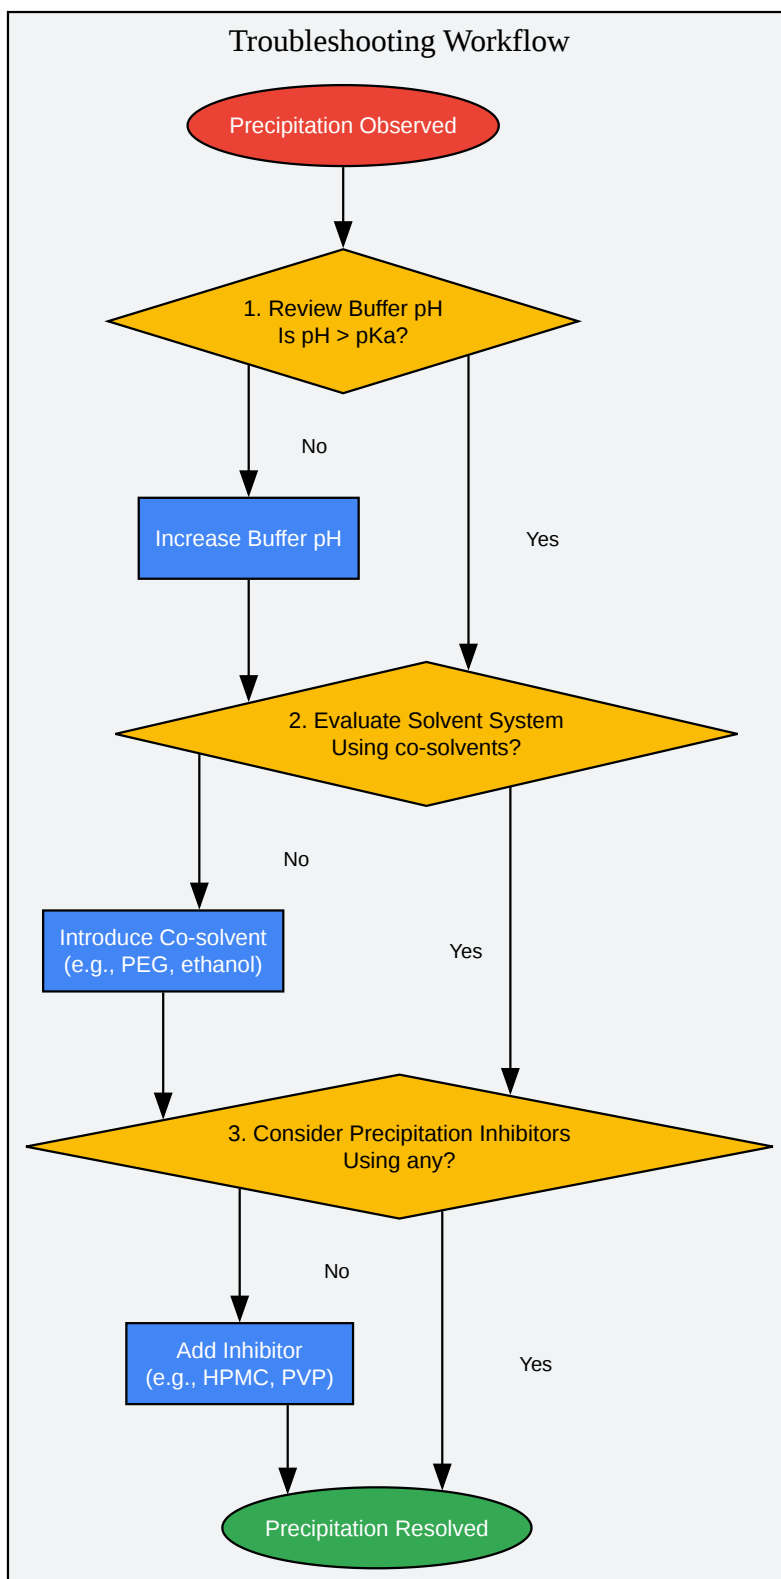 Troubleshooting Workflow
Precipitation Observed
1. Review Buffer pH
Is pH > pKa?
No
Increase Buffer pH
Yes
2. Evaluate Solvent System
Using co-solvents?
No
Introduce Co-solvent
(e.g., PEG, ethanol)
Yes
3. Consider Precipitation Inhibitors
Using any?
No
Add Inhibitor
(e.g., HPMC, PVP)
Yes
Precipitation Resolved